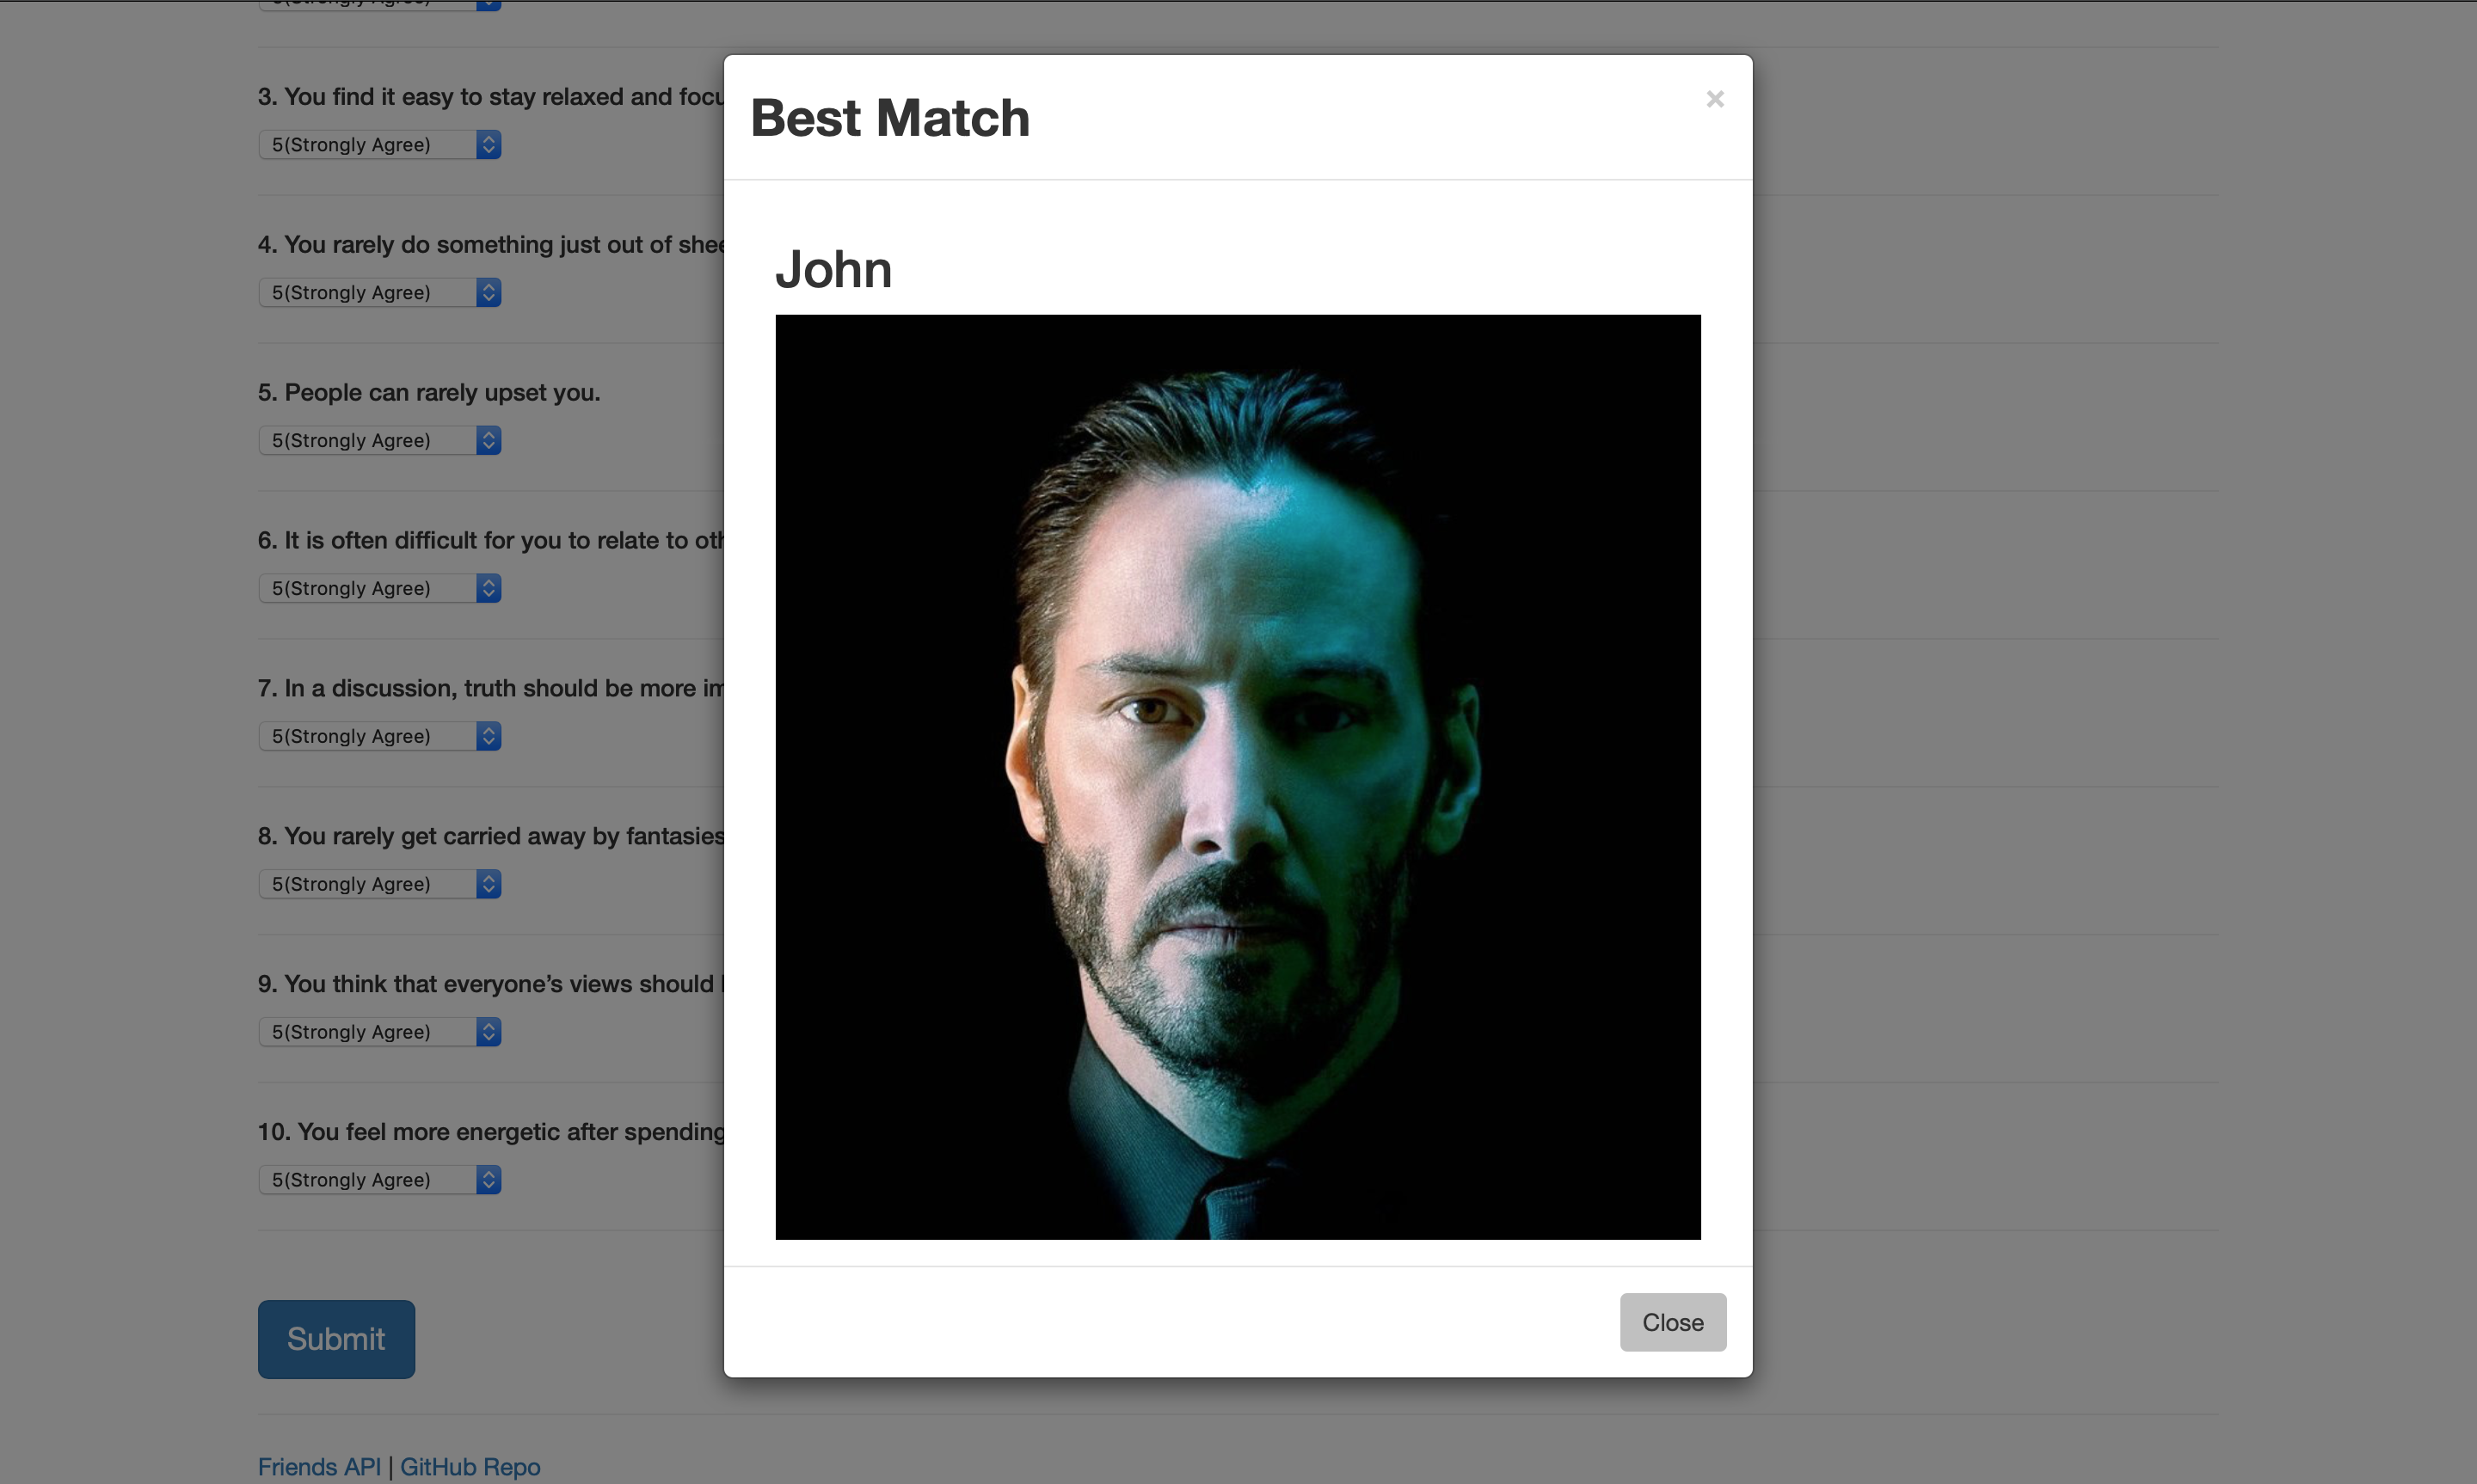 3. You find it easy to stay relaxed and
5(Strongly Agree)
4. You rarely do something just out of
5(Strongly Agree)
5. People can rarely upset you.
5(Strongly Agree)
6. It is often difficult for you to relate to
5(Strongly Agree)
7. In a discussion, truth should be more
5(Strongly Agree)
8. You rarely get carried away by fantasies
5(Strongly Agree)
9. You think that everyone’s views should
5(Strongly Agree)
10. You feel more energetic after spending
5(Strongly Agree)
Submit
Friends API | GitHub Repo
Best Match
×
John
Close